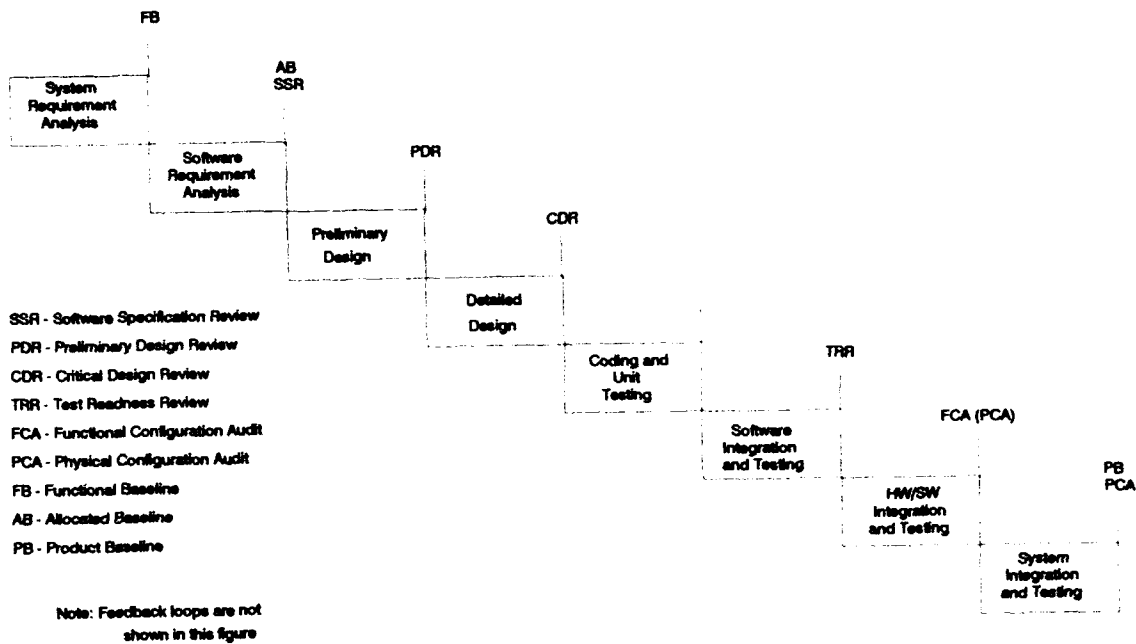 FB
AB
SSR
System
Requirement
Analysis
PDR
Software
Requirement
Analysis
CDR
Preliminary
Design
Detailed
Design
SSR - Software Specification Review
PDR - Preliminary Design Review
CDR - Critical Design Review
TRR - Test Readiness Review
FCA - Functional Configuration Audit
PCA - Physical Configuration Audit
FB - Functional Baseline
AB - Allocated Baseline
PB - Product Baseline
Coding and
Unit
Testing
TRR
Software
Integration
and Testing
FCA (PCA)
HW/SW
Integration
and Testing
PB
PCA
System
Integration
and Testing
Note: Feedback loops are not
shown in this figure